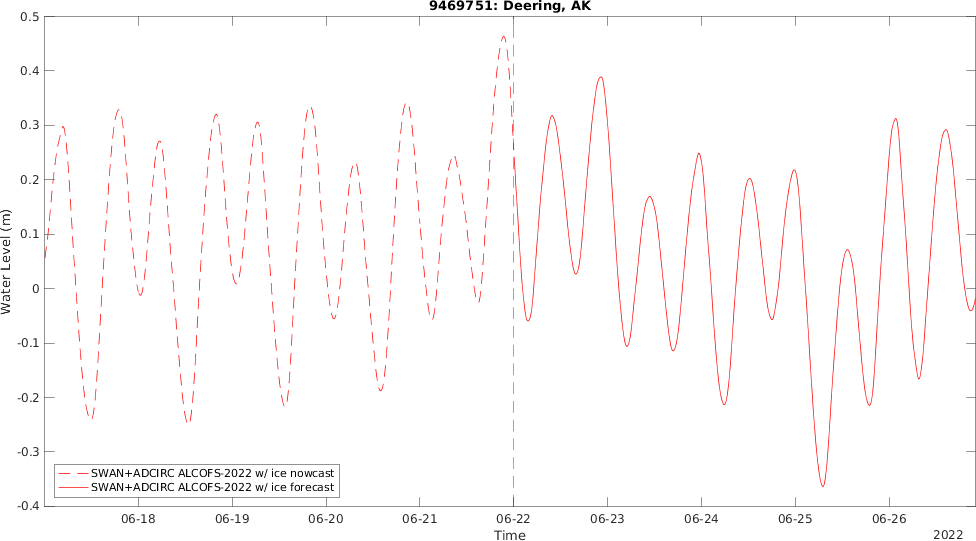 9469751: Deering, AK
0.5
0.4
0.3
0.2
0.1
0
-0.1
-0.2
-0.3
-0.4
Water Level (m)
SWAN+ADCIRC ALCOFS-2022 w/ ice nowcast
SWAN+ADCIRC ALCOFS-2022 w/ ice forecast
06-18 06-19 06-20 06-21 06-22 06-23 06-24 06-25 06-26
Time
2022